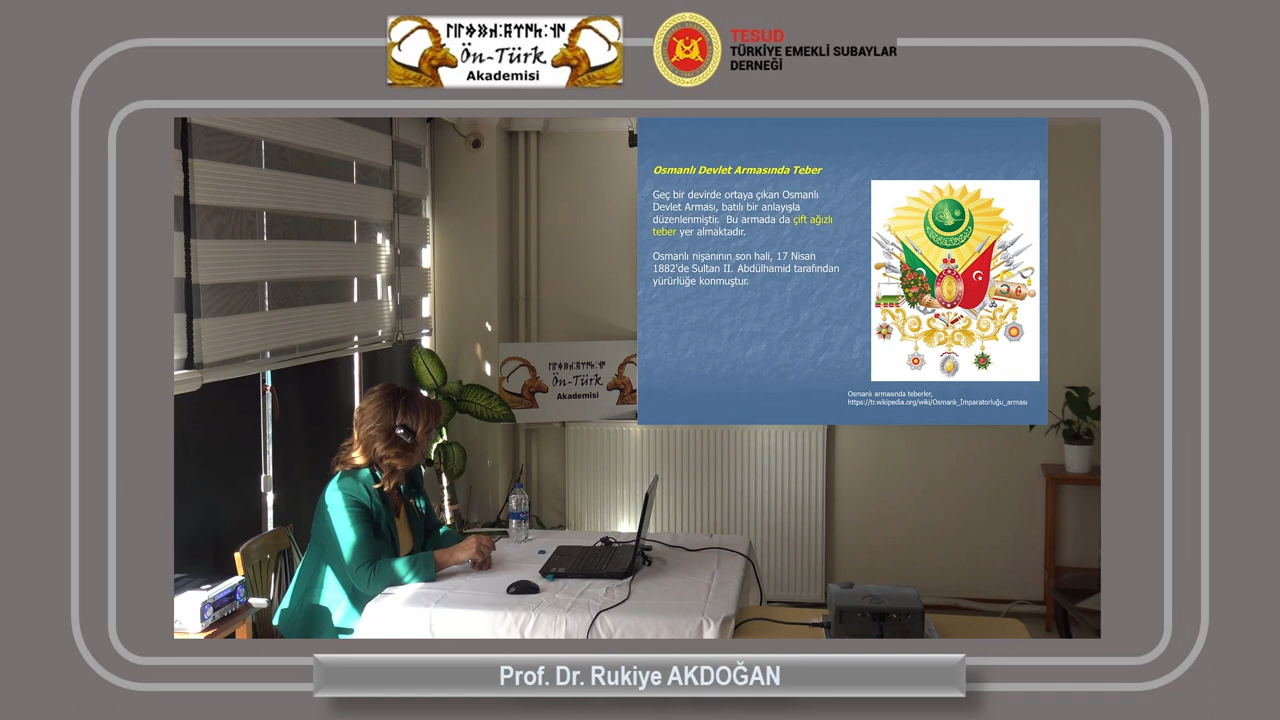 Ön-Türk
Akademisi
TESUD
TÜRKİYE EMEKLİ SUBAYLAR
DERNEĞİ
Osmanlı Devlet Armasında Teber
Geç bir devirde ortaya çıkan Osmanlı
Devlet Arması, batılı bir anlayışla
düzenlenmiştir. Bu armada da çift ağızlı
teber yer almaktadır.
Osmanlı nişanının son hali, 17 Nisan
1882'de Sultan II. Abdülhamid tarafından
yürürlüğe konmuştur.
Osmanlı armasında teberler,
https://tr.wikipedia.org/wiki/Osmanlı_İmparatorluğu_arması
Ön-Türk
Akademisi
Prof. Dr. Rukiye AKDOĞAN